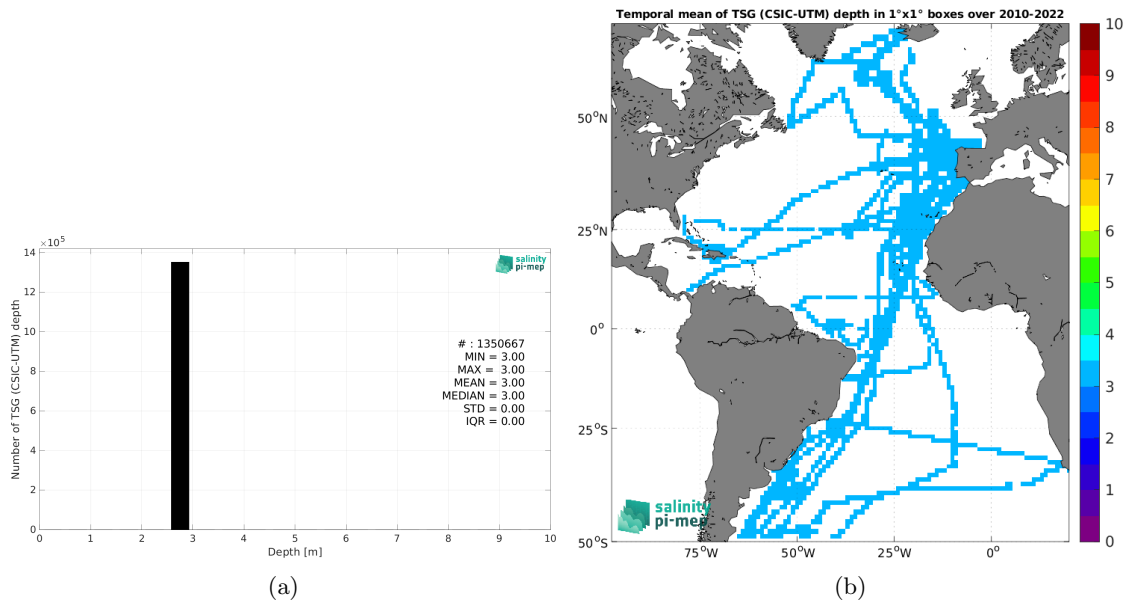 ×10⁵
14
12
10
8
6
4
2
0
Number of TSG (CSIC-UTM) depth
salinity
pi-mep
# : 1350667
MIN = 3.00
MAX = 3.00
MEAN = 3.00
MEDIAN = 3.00
STD = 0.00
IQR = 0.00
0 1 2 3 4 5 6 7 8 9 10
Depth [m]
(a)
Temporal mean of TSG (CSIC-UTM) depth in 1°x1° boxes over 2010-2022
50°N
25°N
0°
25°S
50°S
75°W 50°W 25°W 0°
salinity
pi-mep
10
9
8
7
6
5
4
3
2
1
0
(b)